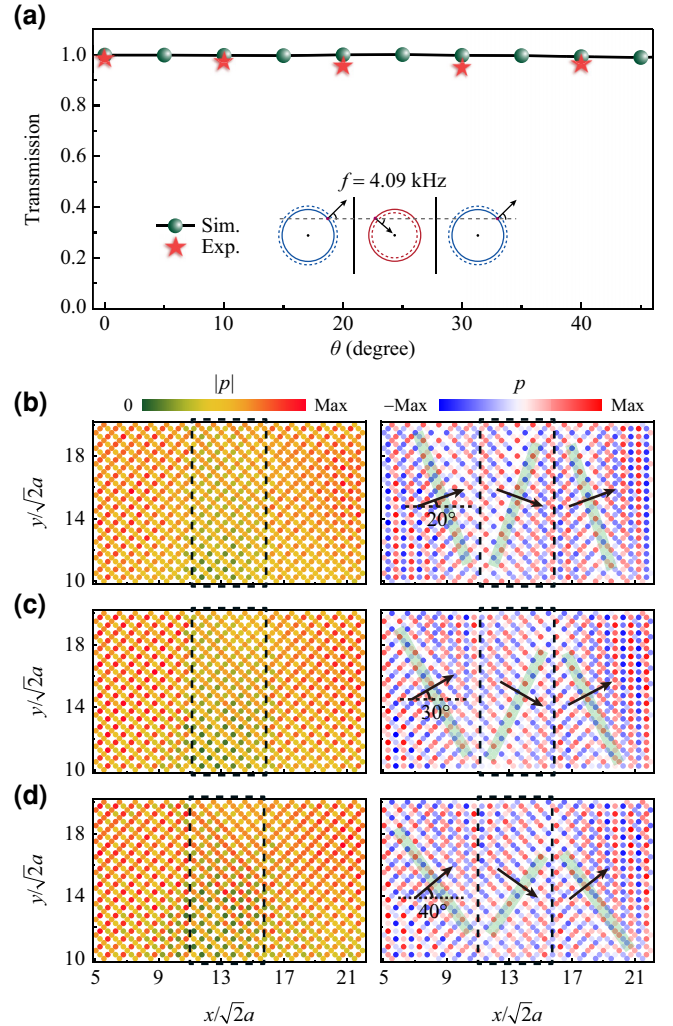 (a)
1.0
0.8
0.6
0.4
0.2
0.0
Transmission
f = 4.09 kHz
Sim.
Exp.
0 10 20 30 40
θ (degree)
|p| p
(b) 0 Max –Max Max
18
14
10
y/√2a
20°
(c)
18
14
10
y/√2a
30°
(d)
18
14
10
y/√2a
40°
5 9 13 17 21 5 9 13 17 21
x/√2a x/√2a